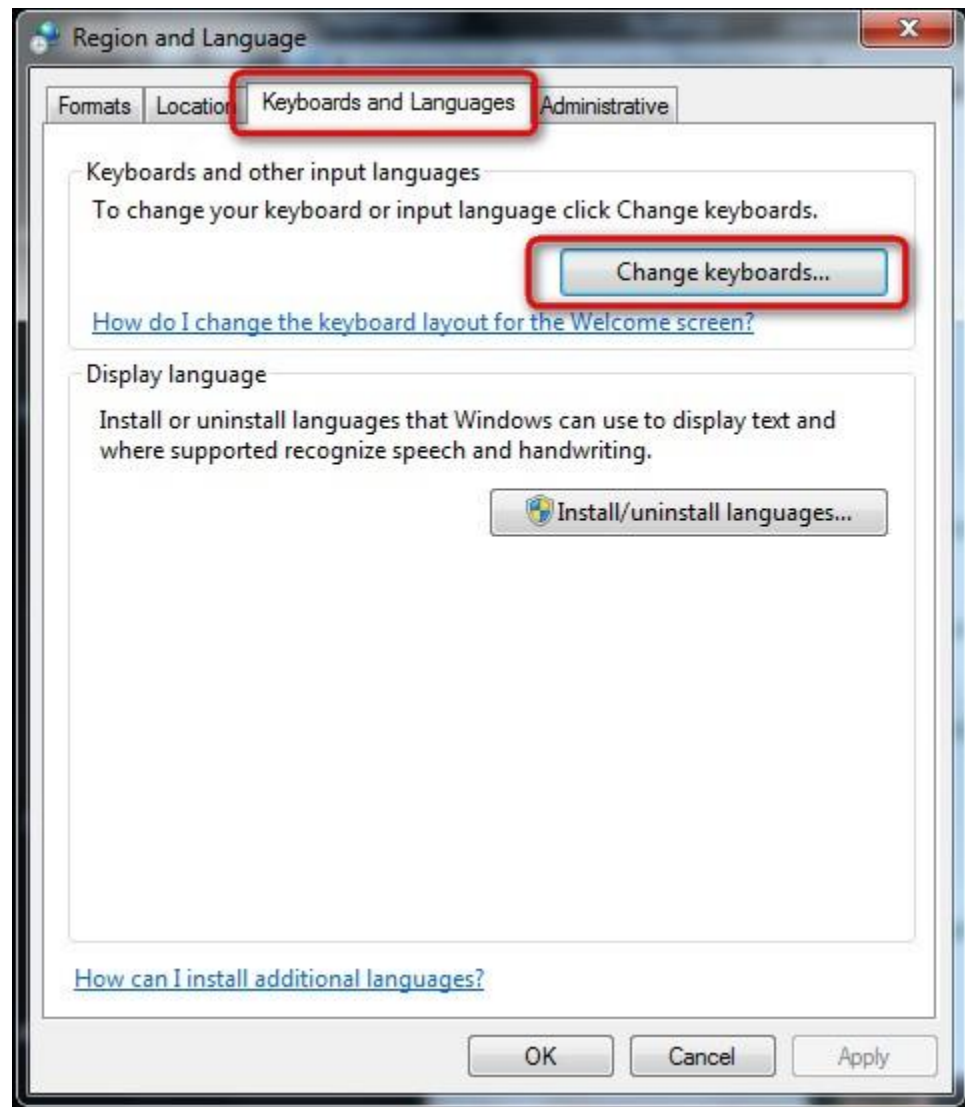 Region and Language
Formats Location Keyboards and Languages Administrative
Keyboards and other input languages
To change your keyboard or input language click Change keyboards.
Change keyboards...
How do I change the keyboard layout for the Welcome screen?
Display language
Install or uninstall languages that Windows can use to display text and
where supported recognize speech and handwriting.
Install/uninstall languages...
How can I install additional languages?
OK Cancel Apply